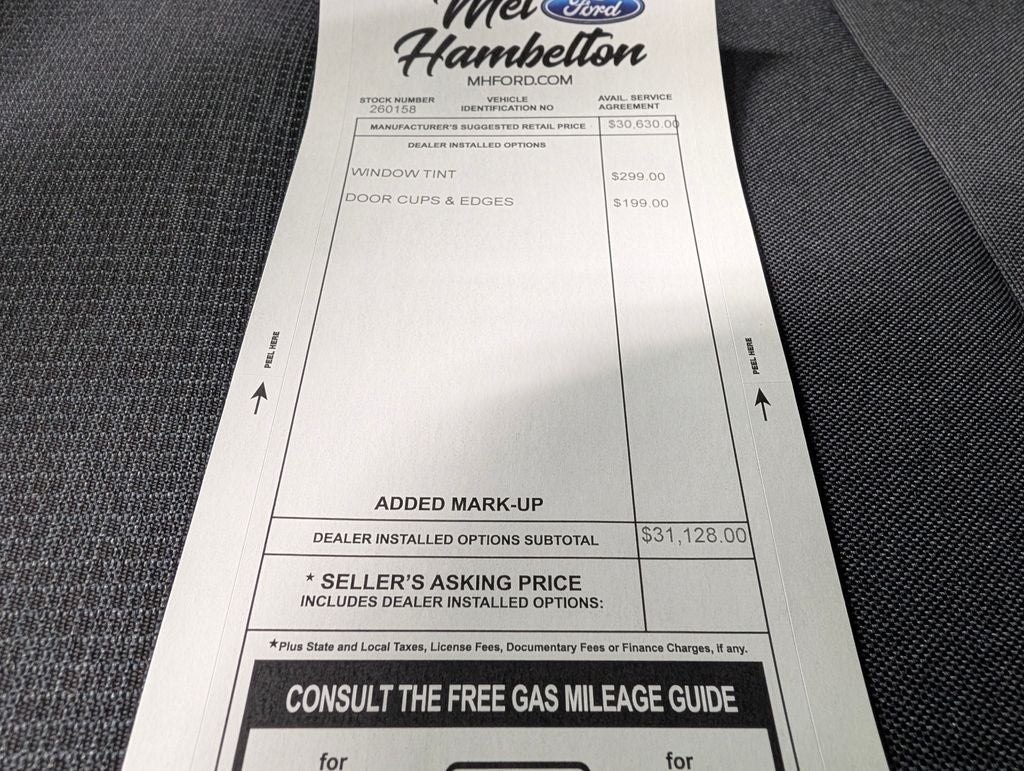 Mel Ford
Hambelton
MHFORD.COM
STOCK NUMBER
260158
VEHICLE
IDENTIFICATION NO
AVAIL. SERVICE
AGREEMENT
MANUFACTURER'S SUGGESTED RETAIL PRICE $30,630.00
DEALER INSTALLED OPTIONS
WINDOW TINT $299.00
DOOR CUPS & EDGES $199.00
PEEL HERE
PEEL HERE
ADDED MARK-UP
DEALER INSTALLED OPTIONS SUBTOTAL $31,128.00
* SELLER'S ASKING PRICE
INCLUDES DEALER INSTALLED OPTIONS:
*Plus State and Local Taxes, License Fees, Documentary Fees or Finance Charges, if any.
CONSULT THE FREE GAS MILEAGE GUIDE
for for